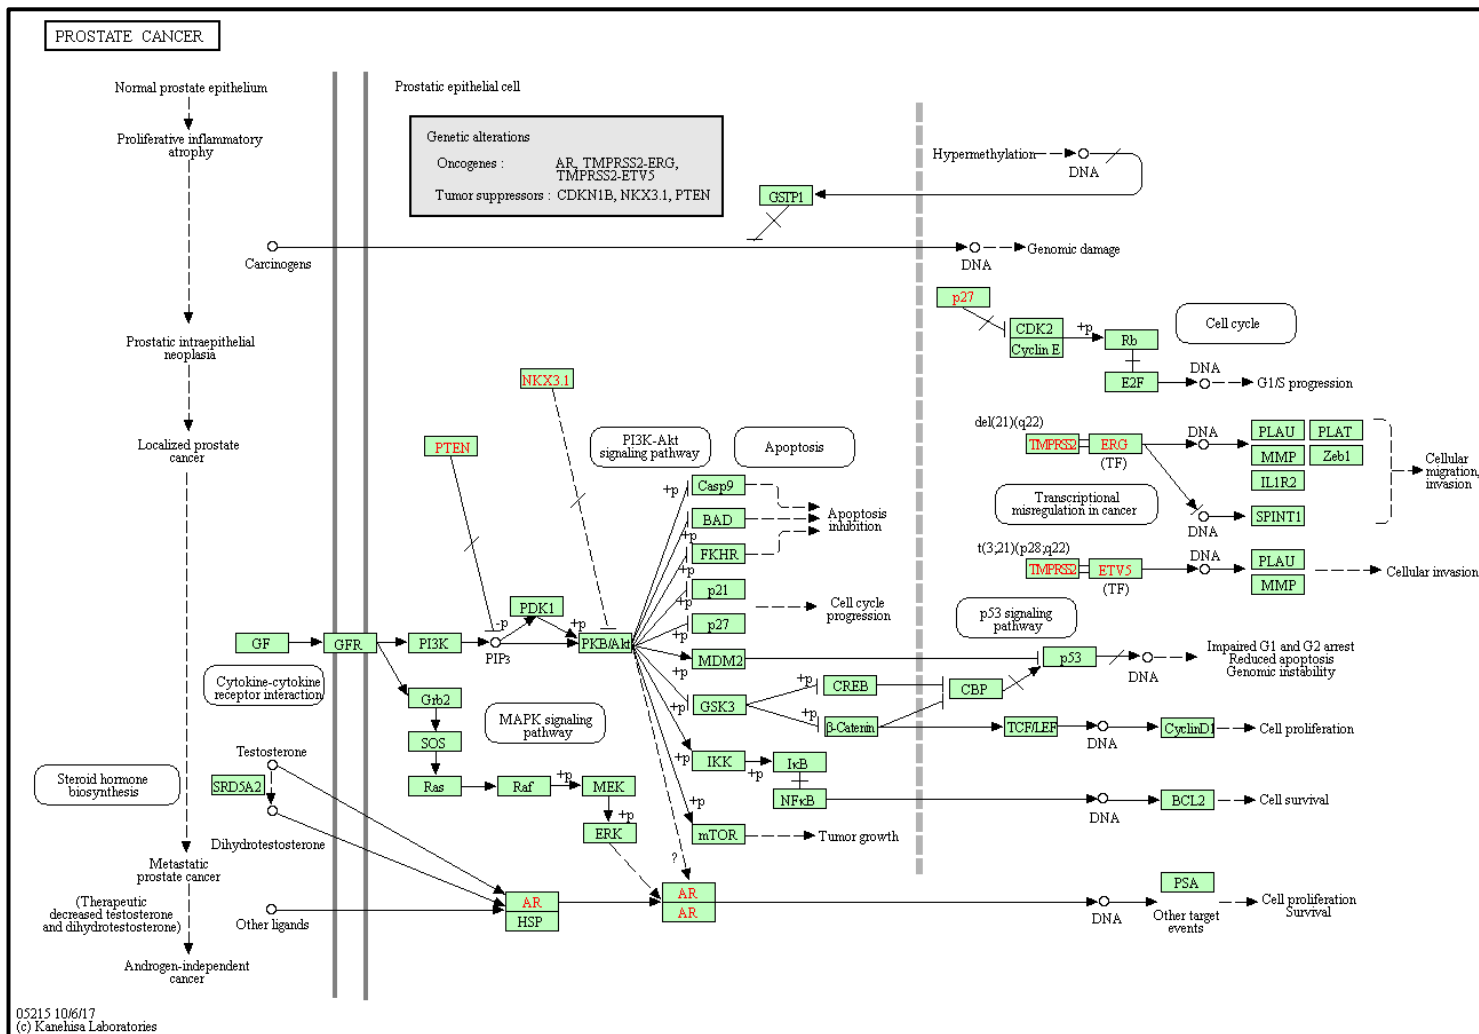 PROSTATE CANCER
Normal prostate epithelium
Proliferative inflammatory
atrophy
Prostatic intraepithelial
neoplasia
Localized prostate
cancer
Metastatic
prostate cancer
(Therapeutic
decreased testosterone
and dihydrotestosterone)
Androgen-independent
cancer
Prostatic epithelial cell
Genetic alterations
Oncogenes : AR, TMPRSS2-ERG,
TMPRSS2-ETV5
Tumor suppressors : CDKN1B, NKX3.1, PTEN
Hypermethylation
DNA
GSTP1
Carcinogens
DNA
Genomic damage
p27
CDK2
Cyclin E
+p
Rb
E2F
Cell cycle
DNA
G1/S progression
NKX3.1
PTEN
PI3K-Akt
signaling pathway
Apoptosis
del(21)(q22)
TMPRSS2
ERG
(TF)
DNA
PLAU
PLAT
MMP
Zeb1
IL1R2
Cellular
migration,
invasion
Transcriptional
misregulation in cancer
DNA
SPINT1
t(3;21)(p28;q22)
TMPRSS2
ETV5
(TF)
DNA
PLAU
MMP
Cellular invasion
+p
Casp9
+p
BAD
+p
FKHR
Apoptosis
inhibition
+p
p21
+p
p27
Cell cycle
progression
+p
MDM2
+p
GSK3
+p
IKK
+p
mTOR
+p
Tumor growth
?
GF
GFR
PI3K
-p
PIP3
PDK1
+p
PKB/Akt
Cytokine-cytokine
receptor interaction
Grb2
SOS
Ras
Raf
+p
MEK
+p
ERK
MAPK signaling
pathway
p53 signaling
pathway
p53
DNA
Impaired G1 and G2 arrest
Reduced apoptosis
Genomic instability
+p
CREB
CBP
+p
β-Catenin
TCF/LEF
DNA
CyclinD1
Cell proliferation
+p
IκB
NFκB
DNA
BCL2
Cell survival
Steroid hormone
biosynthesis
Testosterone
SRD5A2
Dihydrotestosterone
Other ligands
AR
HSP
AR
AR
DNA
PSA
Other target
events
Cell proliferation
Survival
05215 10/6/17
(c) Kanehisa Laboratories